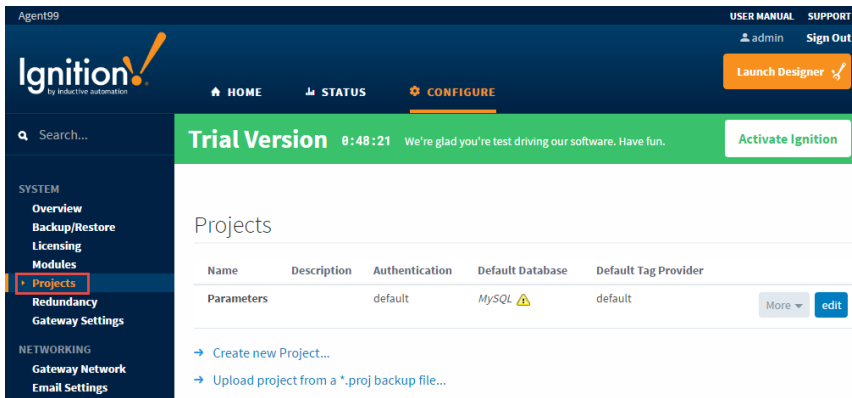 Agent99
USER MANUAL SUPPORT
admin Sign Out
Ignition!
by inductive automation
Launch Designer
HOME STATUS CONFIGURE
Search...
Trial Version 0:48:21 We're glad you're test driving our software. Have fun.
Activate Ignition
SYSTEM
Overview
Backup/Restore
Licensing
Modules
Projects
Redundancy
Gateway Settings
NETWORKING
Gateway Network
Email Settings
Projects
Name Description Authentication Default Database Default Tag Provider
Parameters default MySQL default
More edit
Create new Project...
Upload project from a *.proj backup file...